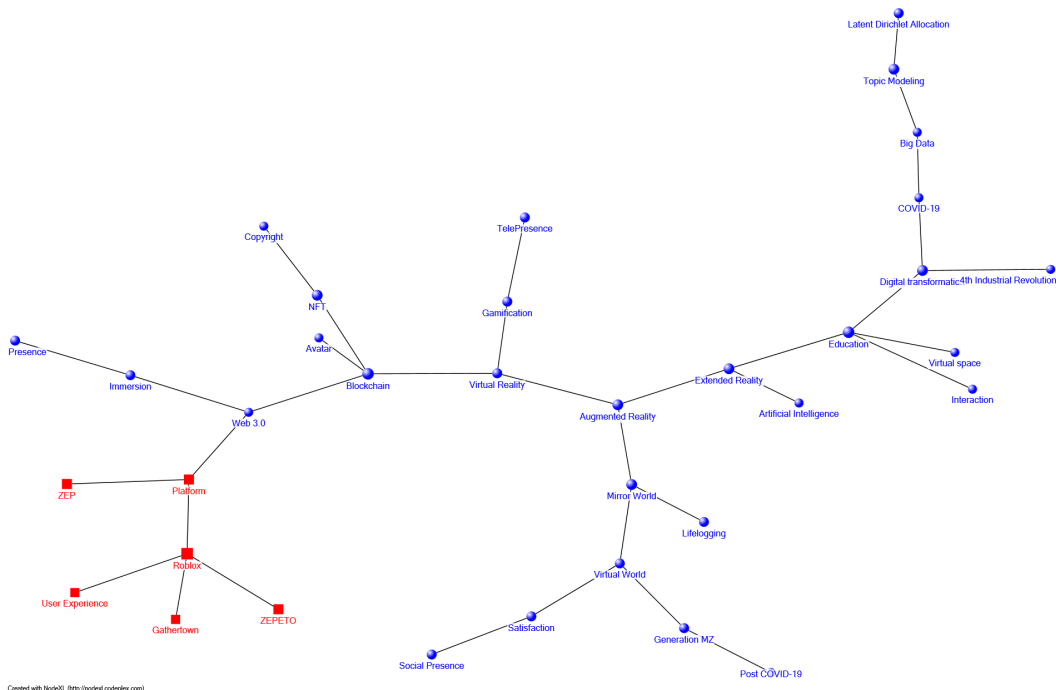 Latent Dirichlet Allocation
Topic Modeling
Big Data
COVID-19
TelePresence
Copyright
Digital transformatic..
4th Industrial Revolution
NFT
Gamification
Avatar
Education
Presence
Virtual space
Immersion
Blockchain
Virtual Reality
Extended Reality
Interaction
Web 3.0
Augmented Reality
Artificial Intelligence
ZEP
Platform
Mirror World
Lifelogging
Roblox
Virtual World
User Experience
Gathertown
ZEPETO
Satisfaction
Generation MZ
Social Presence
Post COVID-19
Created with NodeXL (http://nodexl.codeplex.com)